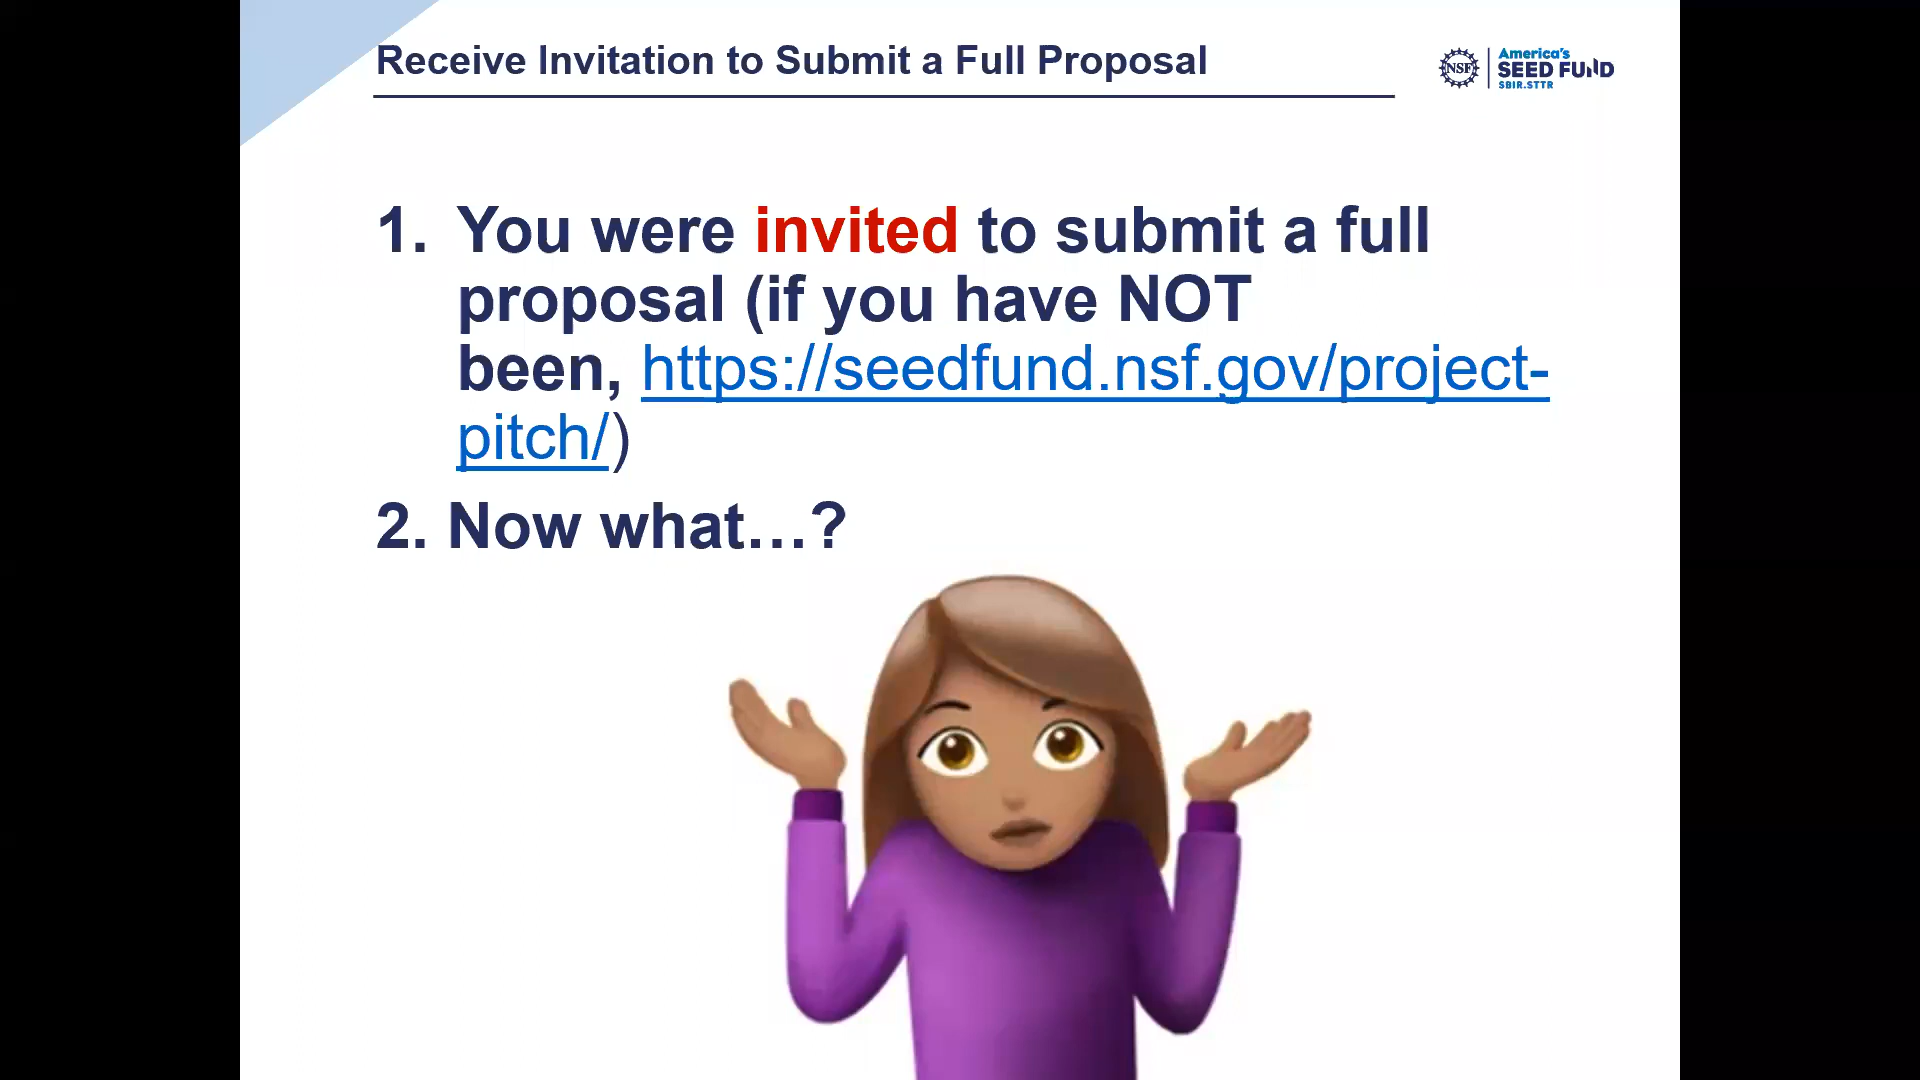 Receive Invitation to Submit a Full Proposal
NSF
America's
SEED FUND
SBIR.STTR
1. You were invited to submit a full
proposal (if you have NOT
been, https://seedfund.nsf.gov/project-
pitch/)
2. Now what…?